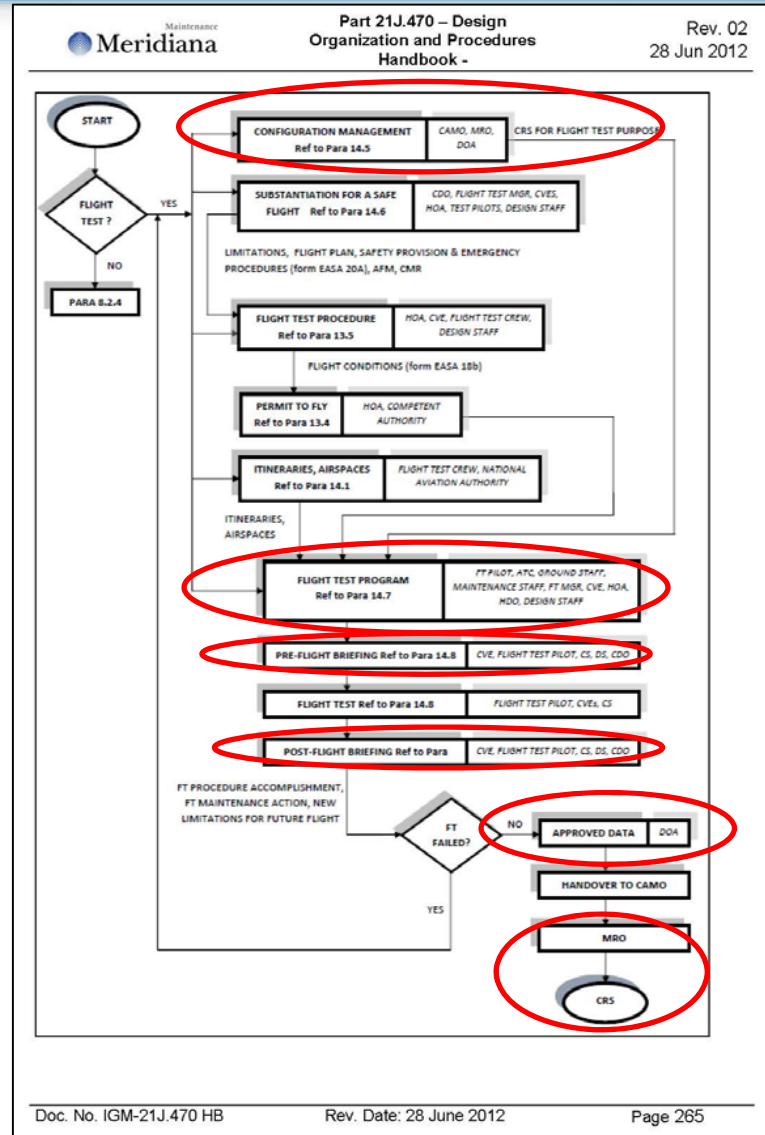 Maintenance
Meridiana
Part 21J.470 – Design
Organization and Procedures
Handbook -
Rev. 02
28 Jun 2012
START
FLIGHT
TEST ?
YES
NO
PARA 8.2.4
CONFIGURATION MANAGEMENT
Ref to Para 14.5
CAMO, MRO,
DOA
CRS FOR FLIGHT TEST PURPOSE
SUBSTANTIATION FOR A SAFE
FLIGHT Ref to Para 14.6
CDO, FLIGHT TEST MGR, CVES,
HOA, TEST PILOTS, DESIGN STAFF
LIMITATIONS, FLIGHT PLAN, SAFETY PROVISION & EMERGENCY
PROCEDURES (form EASA 20A), AFM, CMR
FLIGHT TEST PROCEDURE
Ref to Para 13.5
HOA, CVE, FLIGHT TEST CREW,
DESIGN STAFF
FLIGHT CONDITIONS (form EASA 18b)
PERMIT TO FLY
Ref to Para 13.4
HOA, COMPETENT
AUTHORITY
ITINERARIES, AIRSPACES
Ref to Para 14.1
FLIGHT TEST CREW, NATIONAL
AVIATION AUTHORITY
ITINERARIES,
AIRSPACES
FLIGHT TEST PROGRAM
Ref to Para 14.7
FT PILOT, ATC, GROUND STAFF,
MAINTENANCE STAFF, FT MGR, CVE, HOA,
HDO, DESIGN STAFF
PRE-FLIGHT BRIEFING Ref to Para 14.8
CVE, FLIGHT TEST PILOT, CS, DS, CDO
FLIGHT TEST Ref to Para 14.8
FLIGHT TEST PILOT, CVEs, CS
POST-FLIGHT BRIEFING Ref to Para
CVE, FLIGHT TEST PILOT, CS, DS, CDO
FT PROCEDURE ACCOMPLISHMENT,
FT MAINTENANCE ACTION, NEW
LIMITATIONS FOR FUTURE FLIGHT
FT
FAILED?
NO
YES
APPROVED DATA
DOA
HANDOVER TO CAMO
MRO
CRS
Doc. No. IGM-21J.470 HB
Rev. Date: 28 June 2012
Page 265